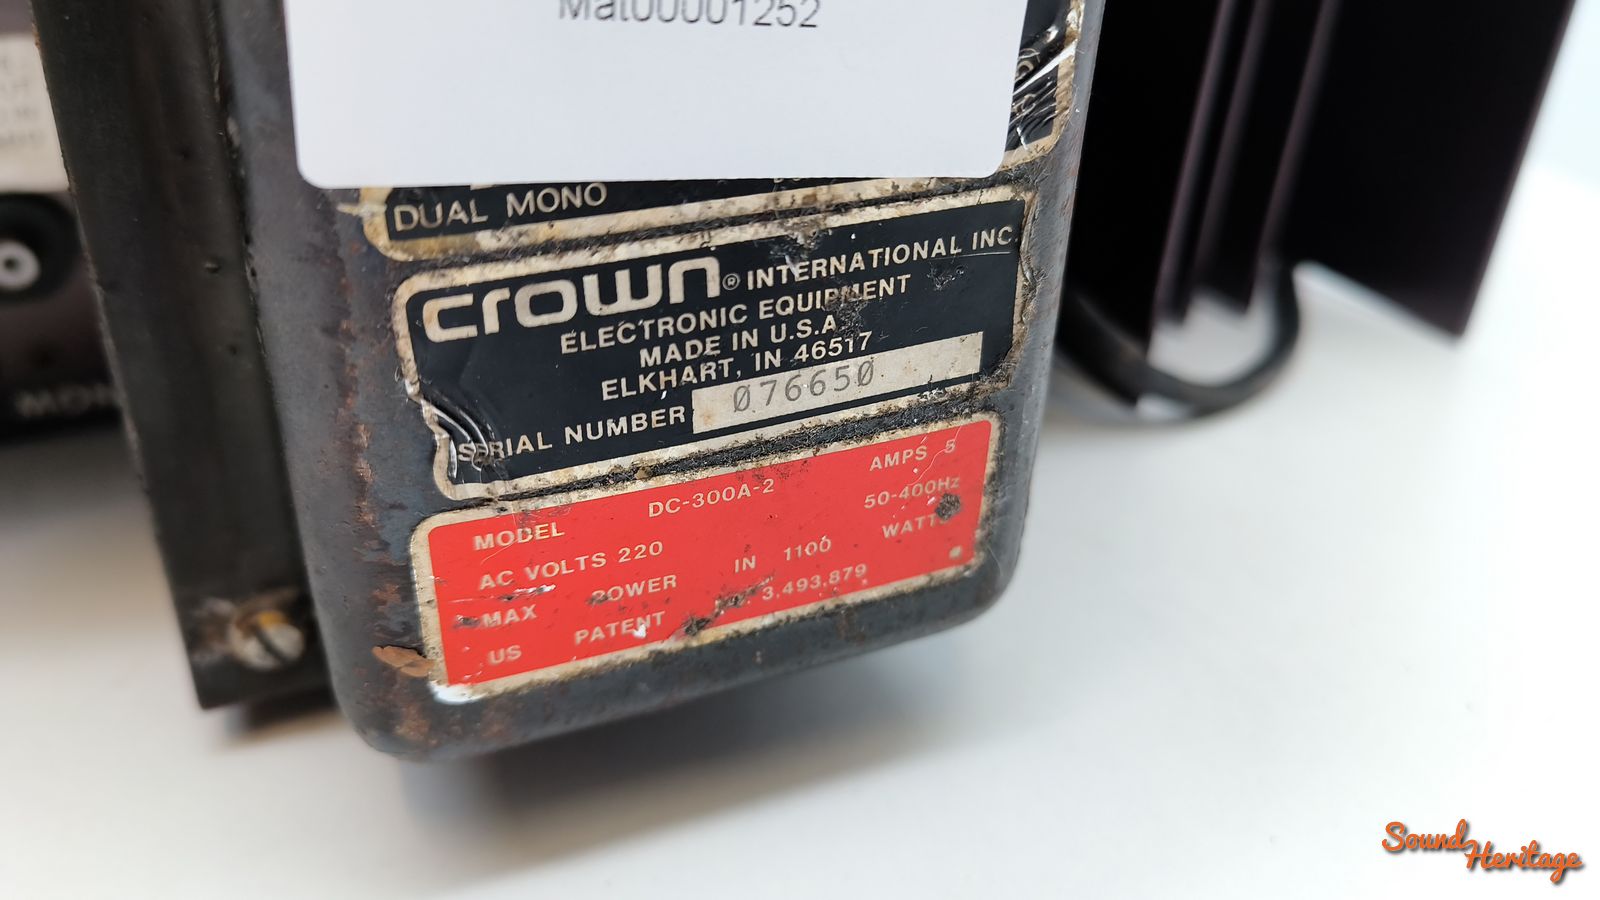 Mat00001252
DUAL MONO
crown® INTERNATIONAL INC.
ELECTRONIC EQUIPMENT
MADE IN U.S.A
ELKHART, IN 46517
SERIAL NUMBER 076650
MODEL DC-300A-2 AMPS 5
AC VOLTS 220 50-400Hz
MAX POWER IN 1100 WATTS
US PATENT 3,493,879
Sound
Heritage